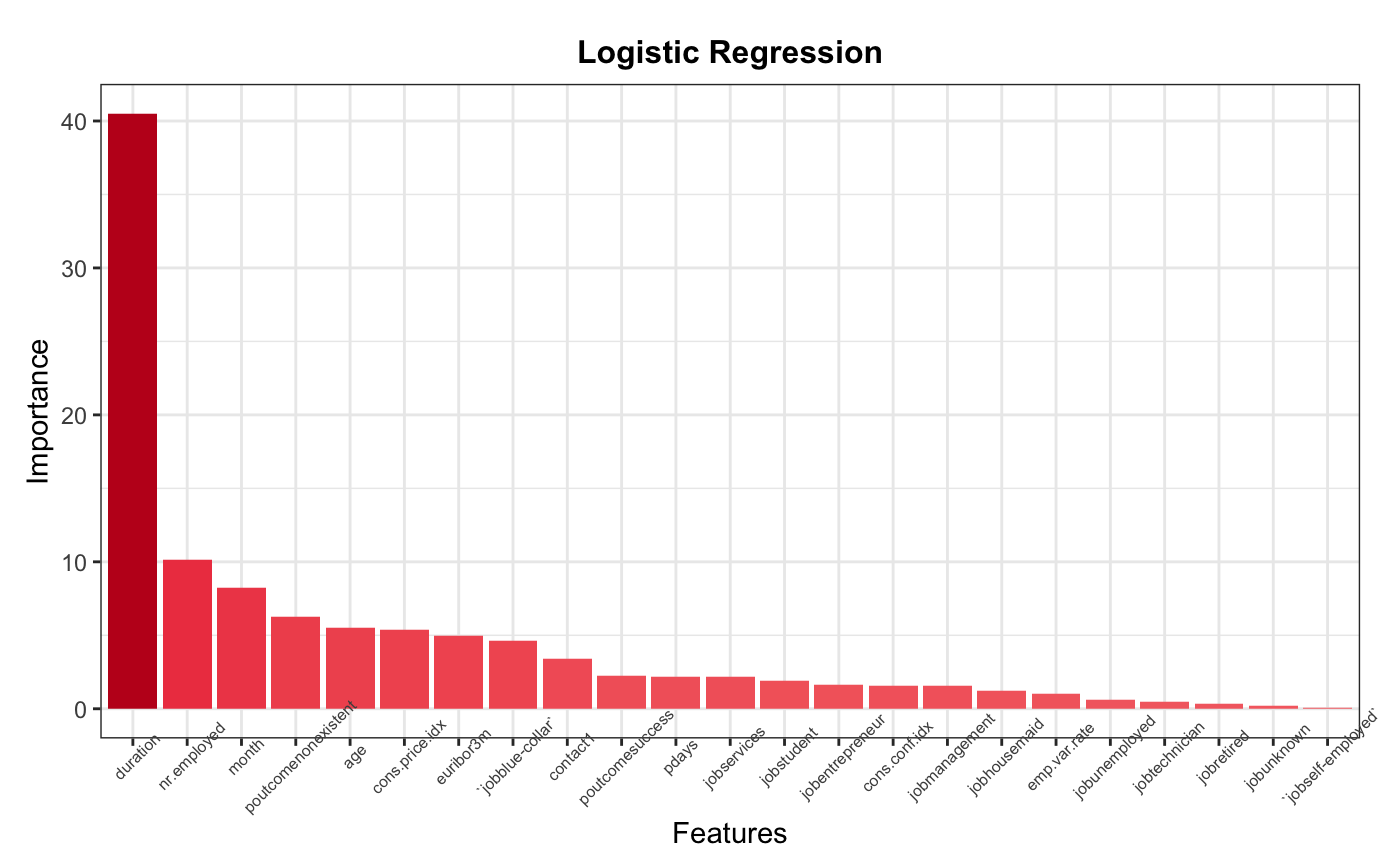 Logistic Regression
Importance
40
30
20
10
0
duration
nr.employed
month
poutcomenonexistent
age
cons.price.idx
euribor3m
`jobblue-collar`
contact1
poutcomesuccess
pdays
jobservices
jobstudent
jobentrepreneur
cons.conf.idx
jobmanagement
jobhousemaid
emp.var.rate
jobunemployed
jobtechnician
jobretired
jobunknown
`jobself-employed`
Features